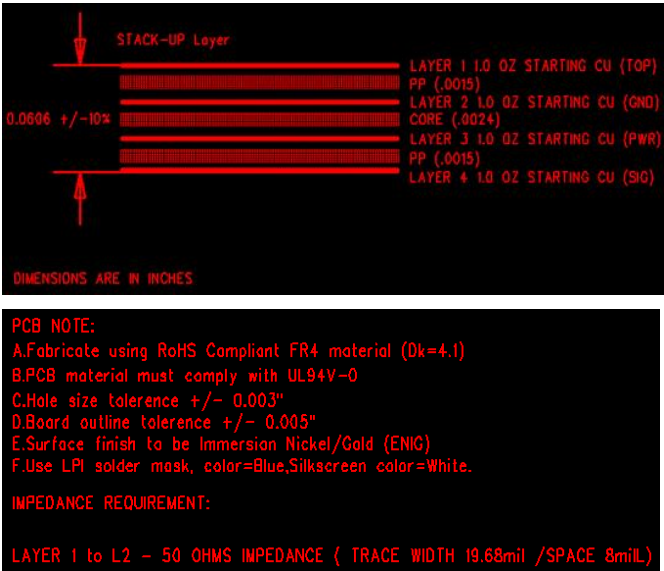 STACK-UP Layer
LAYER 1 1.0 OZ STARTING CU (TOP)
PP (.0015)
LAYER 2 1.0 OZ STARTING CU (GND)
0.0606 +/-10%
CORE (.0024)
LAYER 3 1.0 OZ STARTING CU (PWR)
PP (.0015)
LAYER 4 1.0 OZ STARTING CU (SIG)
DIMENSIONS ARE IN INCHES
PCB NOTE:
A.Fabricate using RoHS Compliant FR4 material (Dk=4.1)
B.PCB material must comply with UL94V-0
C.Hole size tolerence +/- 0.003"
D.Board outline tolerence +/- 0.005"
E.Surface finish to be Immersion Nickel/Gold (ENIG)
F.Use LPI solder mask, color=Blue,Silkscreen color=White.
IMPEDANCE REQUIREMENT:
LAYER 1 to L2 - 50 OHMS IMPEDANCE ( TRACE WIDTH 19.68mil /SPACE 8milL)